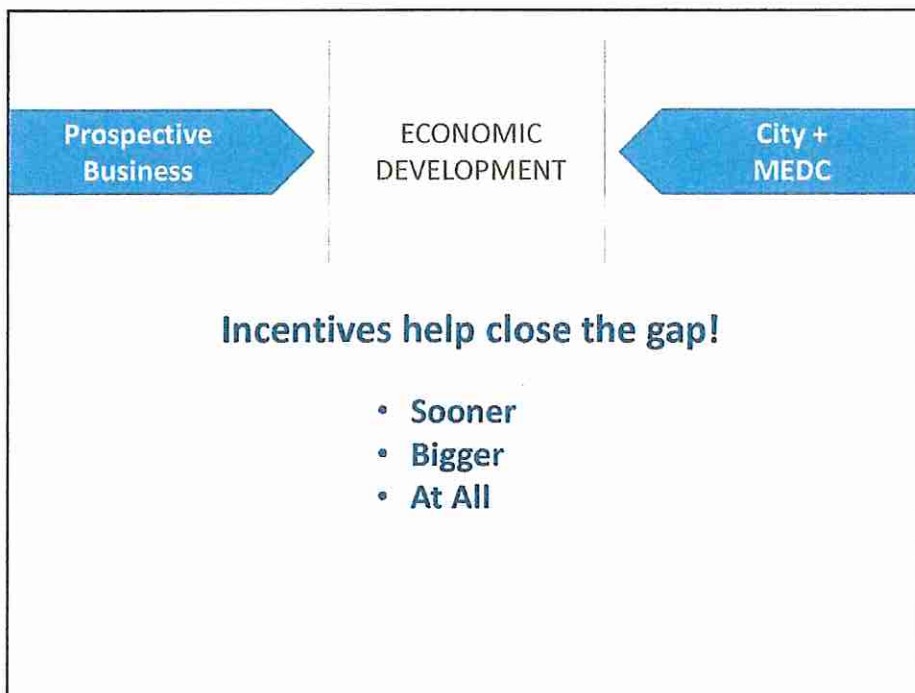 Prospective
Business
ECONOMIC
DEVELOPMENT
City +
MEDC
Incentives help close the gap!
• Sooner
• Bigger
• At All